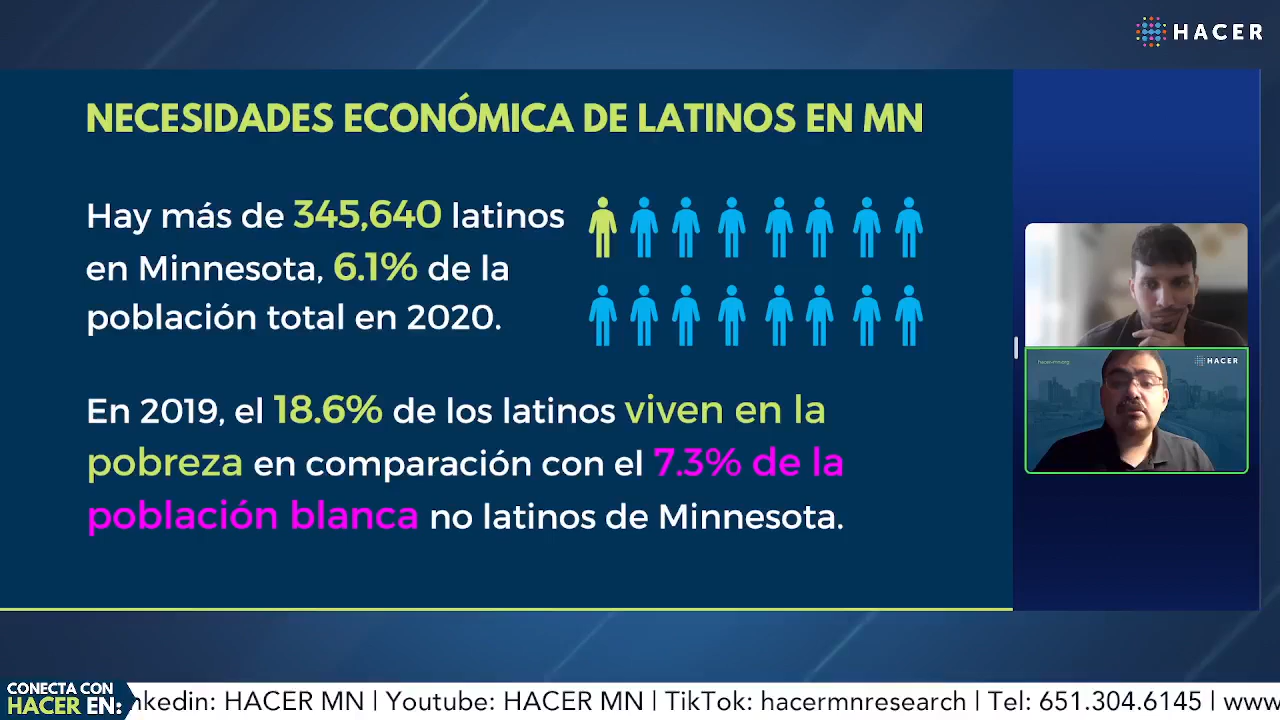 HACER
NECESIDADES ECONÓMICA DE LATINOS EN MN
Hay más de 345,640 latinos
en Minnesota, 6.1% de la
población total en 2020.
En 2019, el 18.6% de los latinos viven en la
pobreza en comparación con el 7.3% de la
población blanca no latinos de Minnesota.
HACER
CONECTA CON
HACER EN:
nkedin: HACER MN | Youtube: HACER MN | TikTok: hacermnresearch | Tel: 651.304.6145 | www